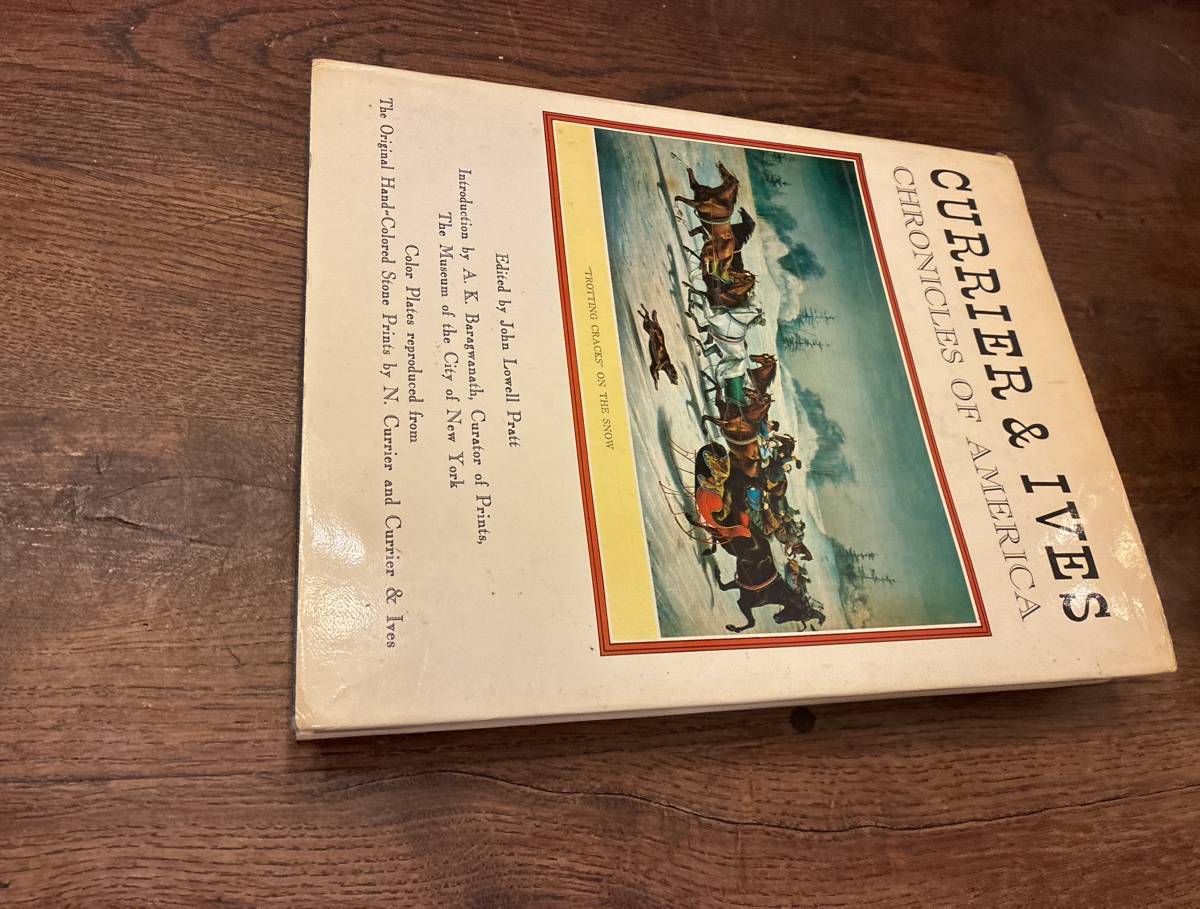 CURRIER & IVES
CHRONICLES OF AMERICA
"TROTTING CRACKS" ON THE SNOW
Edited by John Lowell Pratt
Introduction by A. K. Baragwanath, Curator of Prints,
The Museum of the City of New York
Color Plates reproduced from
The Original Hand-Colored Stone Prints by N. Currier and Currier & Ives